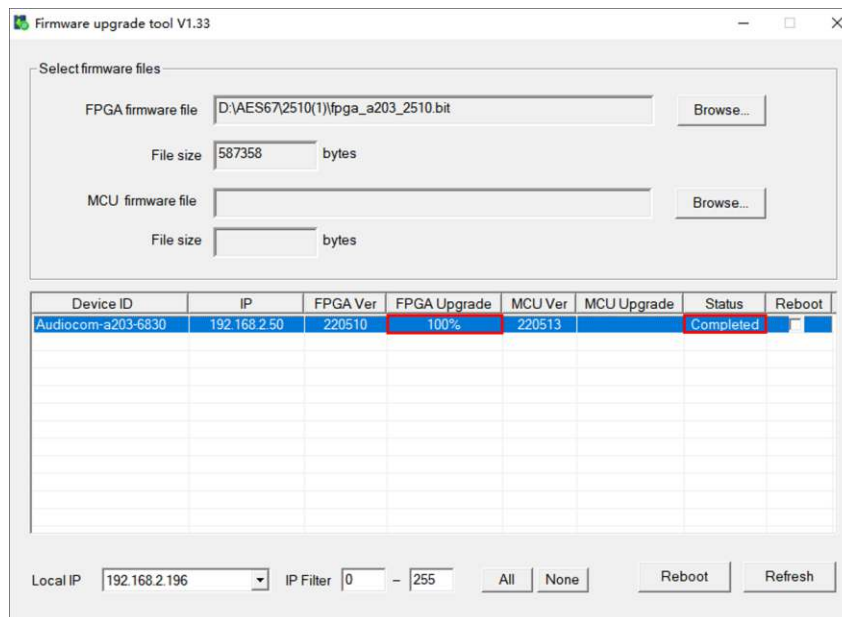 Firmware upgrade tool V1.33
Select firmware files
FPGA firmware file D:\AES67\2510(1)\fpga_a203_2510.bit Browse...
File size 587358 bytes
MCU firmware file Browse...
File size bytes
Device ID IP FPGA Ver FPGA Upgrade MCU Ver MCU Upgrade Status Reboot
Audiocom-a203-6830 192.168.2.50 220510 100% 220513 Completed
Local IP 192.168.2.196 IP Filter 0 – 255 All None Reboot Refresh